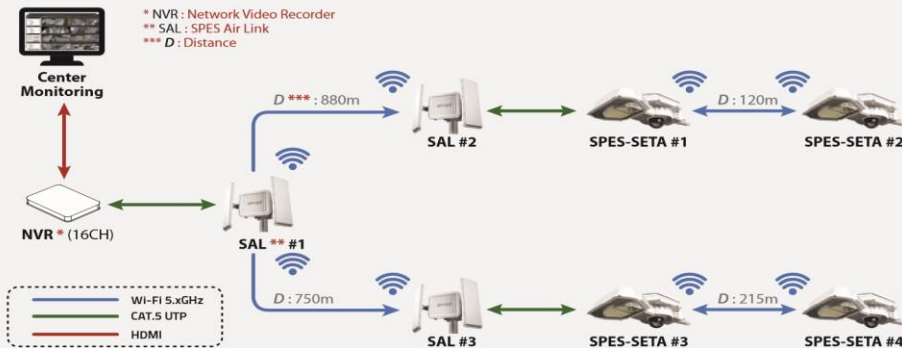 * NVR : Network Video Recorder
** SAL : SPES Air Link
*** D : Distance
Center
Monitoring
D *** : 880m
D : 120m
SAL #2
SPES-SETA #1
SPES-SETA #2
NVR * (16CH)
SAL ** #1
D : 750m
D : 215m
SAL #3
SPES-SETA #3
SPES-SETA #4
Wi-Fi 5.xGHz
CAT.5 UTP
HDMI